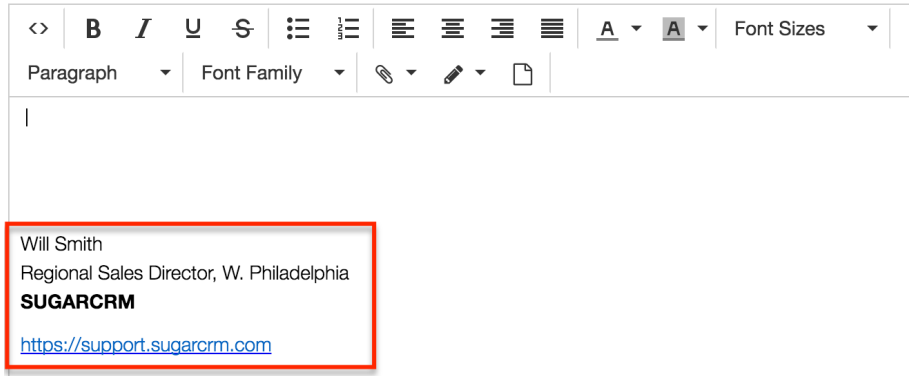 B I U S A A Font Sizes
Paragraph Font Family
Will Smith
Regional Sales Director, W. Philadelphia
SUGARCRM
https://support.sugarcrm.com